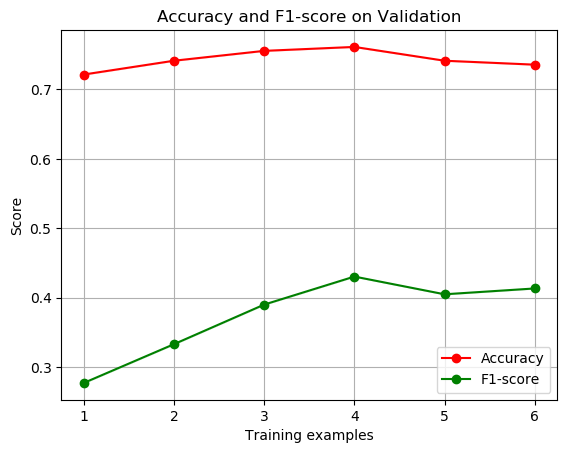 Accuracy and F1-score on Validation
Score
0.7
0.6
0.5
0.4
0.3
Accuracy
F1-score
1 2 3 4 5 6
Training examples